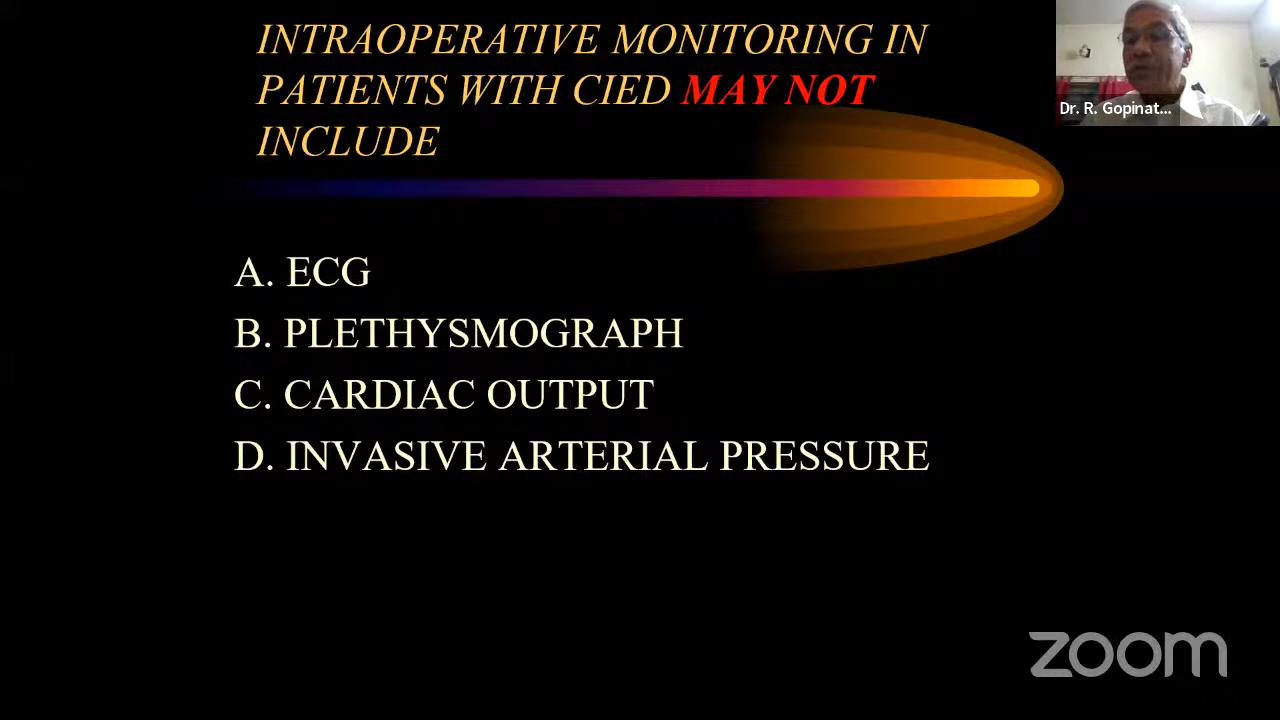 INTRAOPERATIVE MONITORING IN
PATIENTS WITH CIED MAY NOT
INCLUDE
Dr. R. Gopinat...
A. ECG
B. PLETHYSMOGRAPH
C. CARDIAC OUTPUT
D. INVASIVE ARTERIAL PRESSURE
zoom